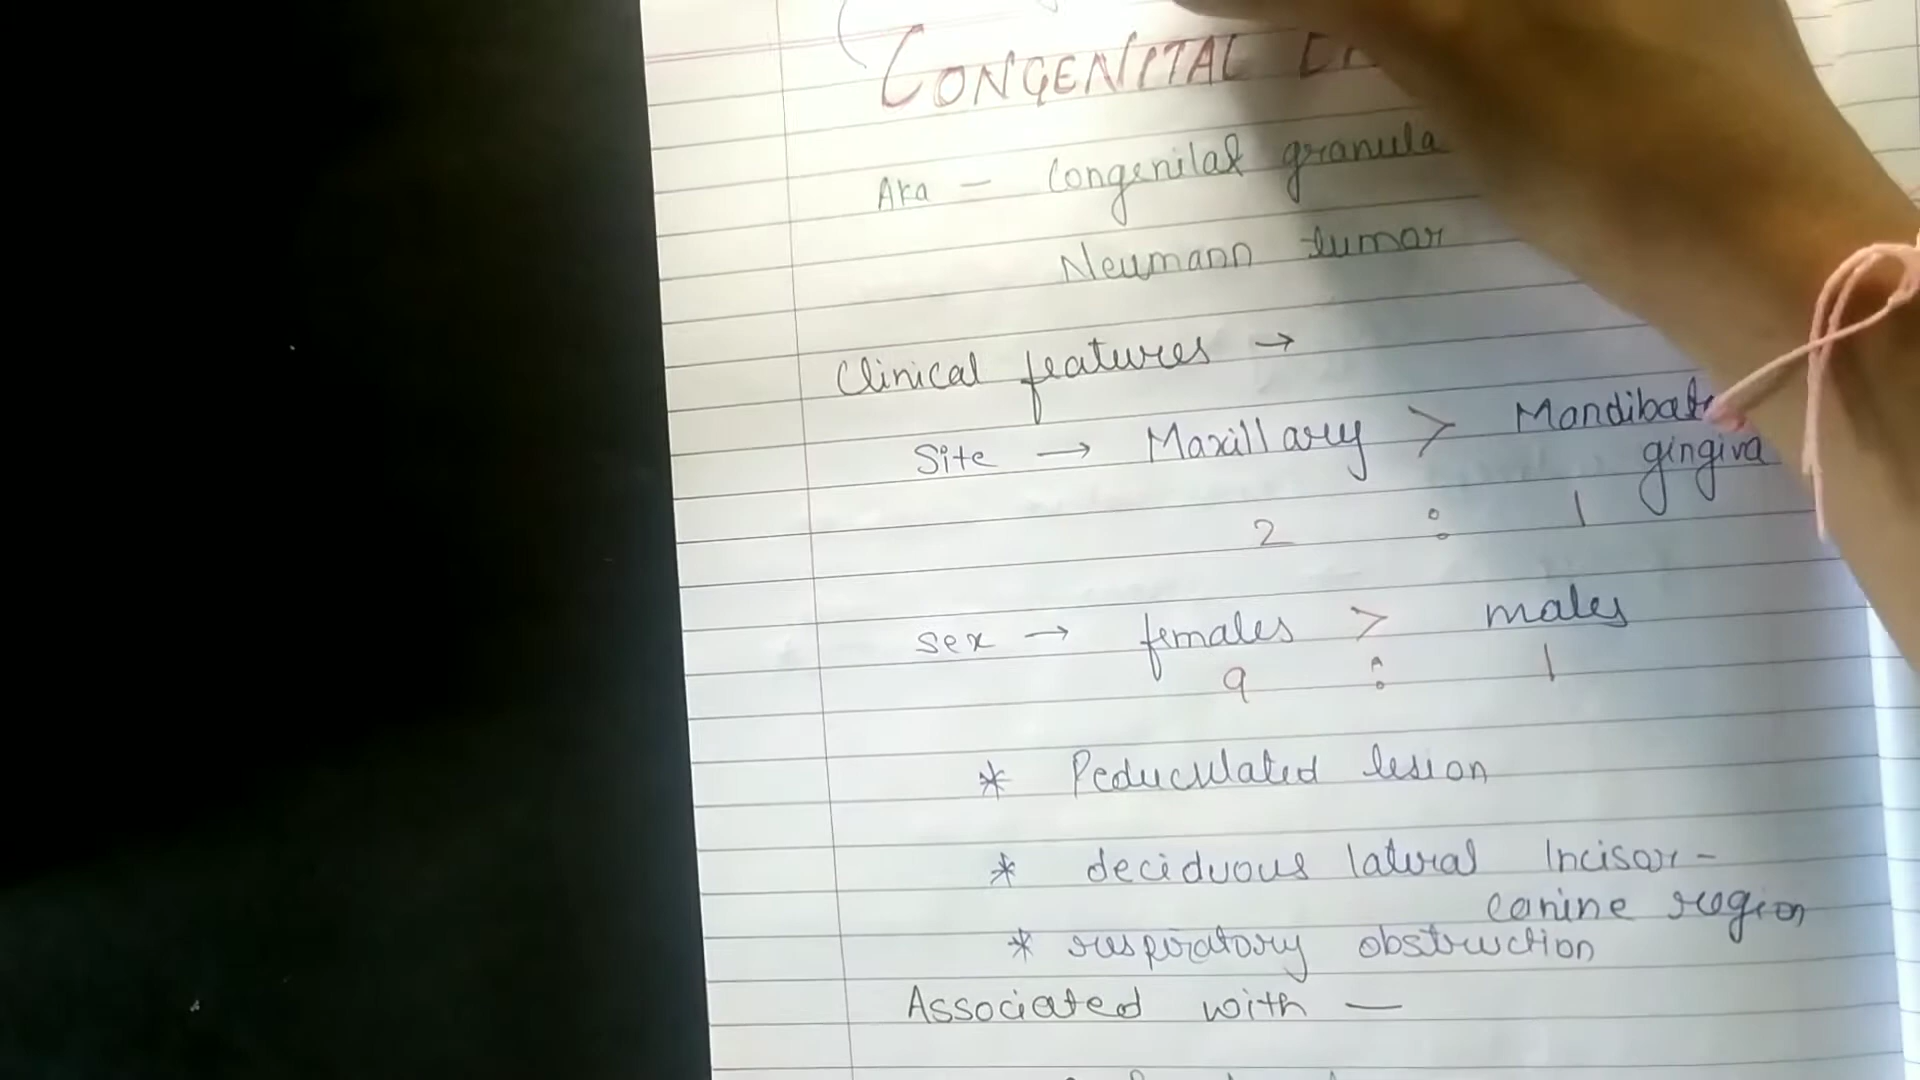 CONGENITAL
Aka - Congenital granula
Neumann tumor
Clinical features →
Site → Maxillary > Mandibular
gingiva
2 : 1
Sex → females > males
9 : 1
* Peduculated lesion
* deciduous lateral Incisor-
canine region
* respiratory obstruction
Associated with —